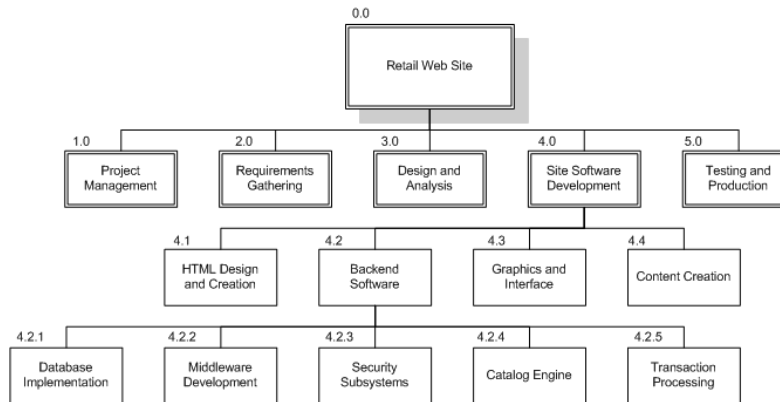 0.0
Retail Web Site
1.0
Project
Management
2.0
Requirements
Gathering
3.0
Design and
Analysis
4.0
Site Software
Development
5.0
Testing and
Production
4.1
HTML Design
and Creation
4.2
Backend
Software
4.3
Graphics and
Interface
4.4
Content Creation
4.2.1
Database
Implementation
4.2.2
Middleware
Development
4.2.3
Security
Subsystems
4.2.4
Catalog Engine
4.2.5
Transaction
Processing